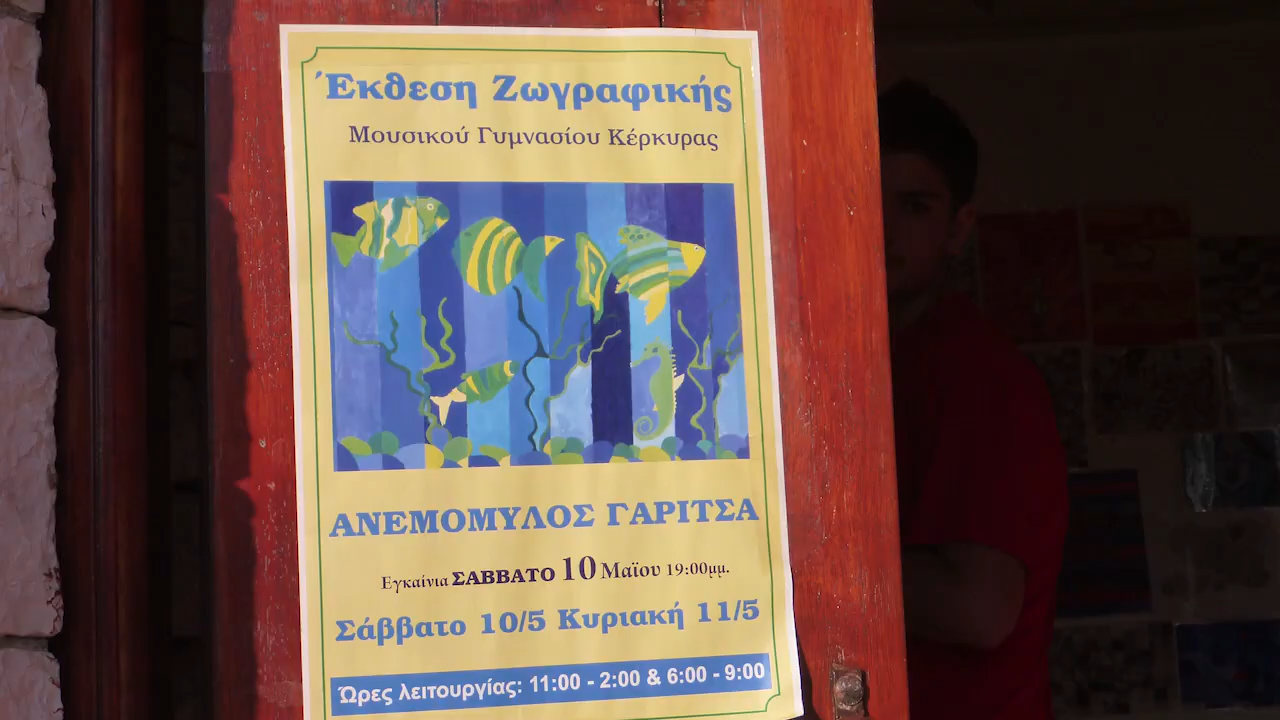 Έκθεση Ζωγραφικής
Μουσικού Γυμνασίου Κέρκυρας
ΑΝΕΜΟΜΥΛΟΣ ΓΑΡΙΤΣΑ
Εγκαίνια ΣΑΒΒΑΤΟ 10 Μαΐου 19:00μμ.
Σάββατο 10/5 Κυριακή 11/5
Ώρες λειτουργίας: 11:00 - 2:00 & 6:00 - 9:00